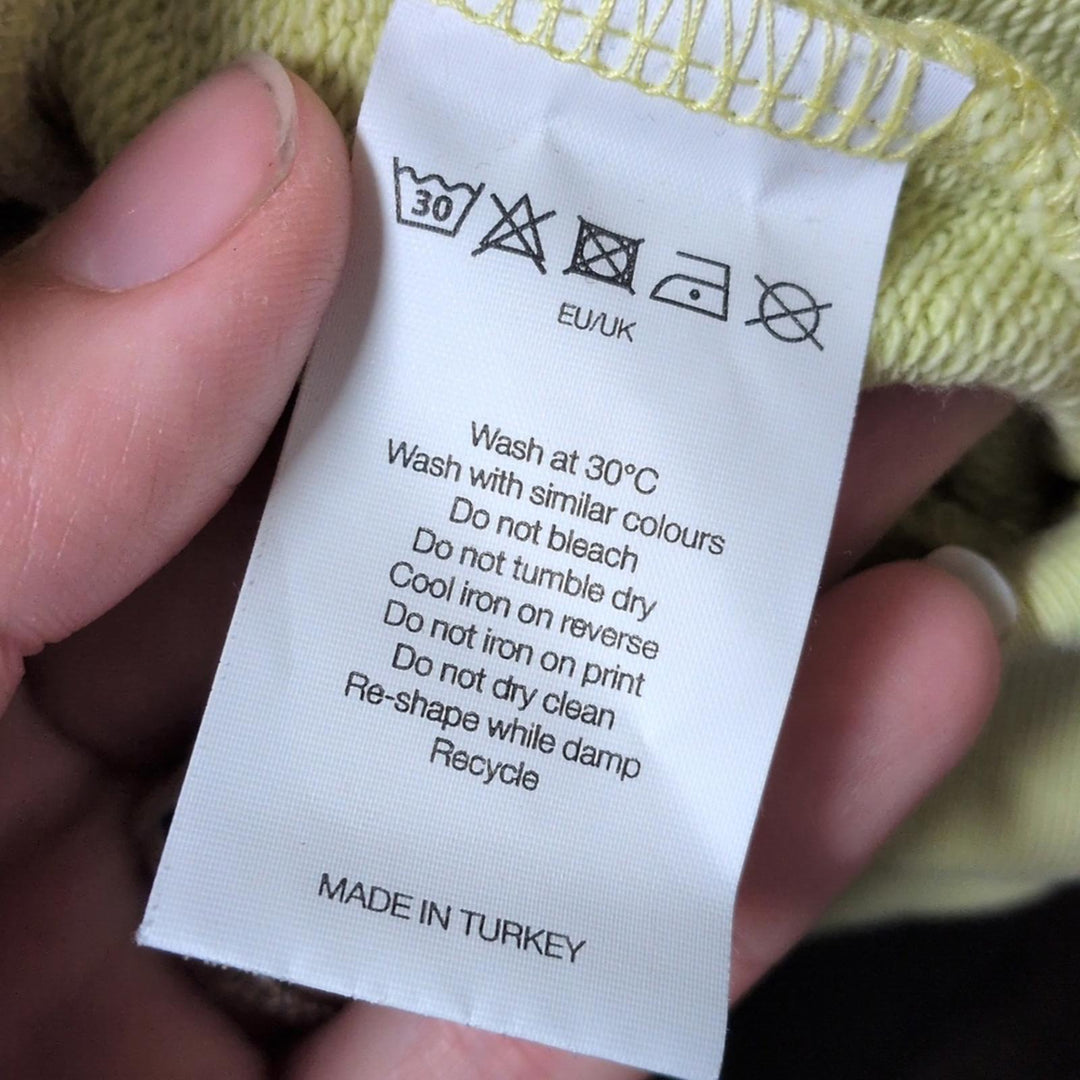 30
EU/UK
Wash at 30°C
Wash with similar colours
Do not bleach
Do not tumble dry
Cool iron on reverse
Do not iron on print
Do not dry clean
Re-shape while damp
Recycle
MADE IN TURKEY